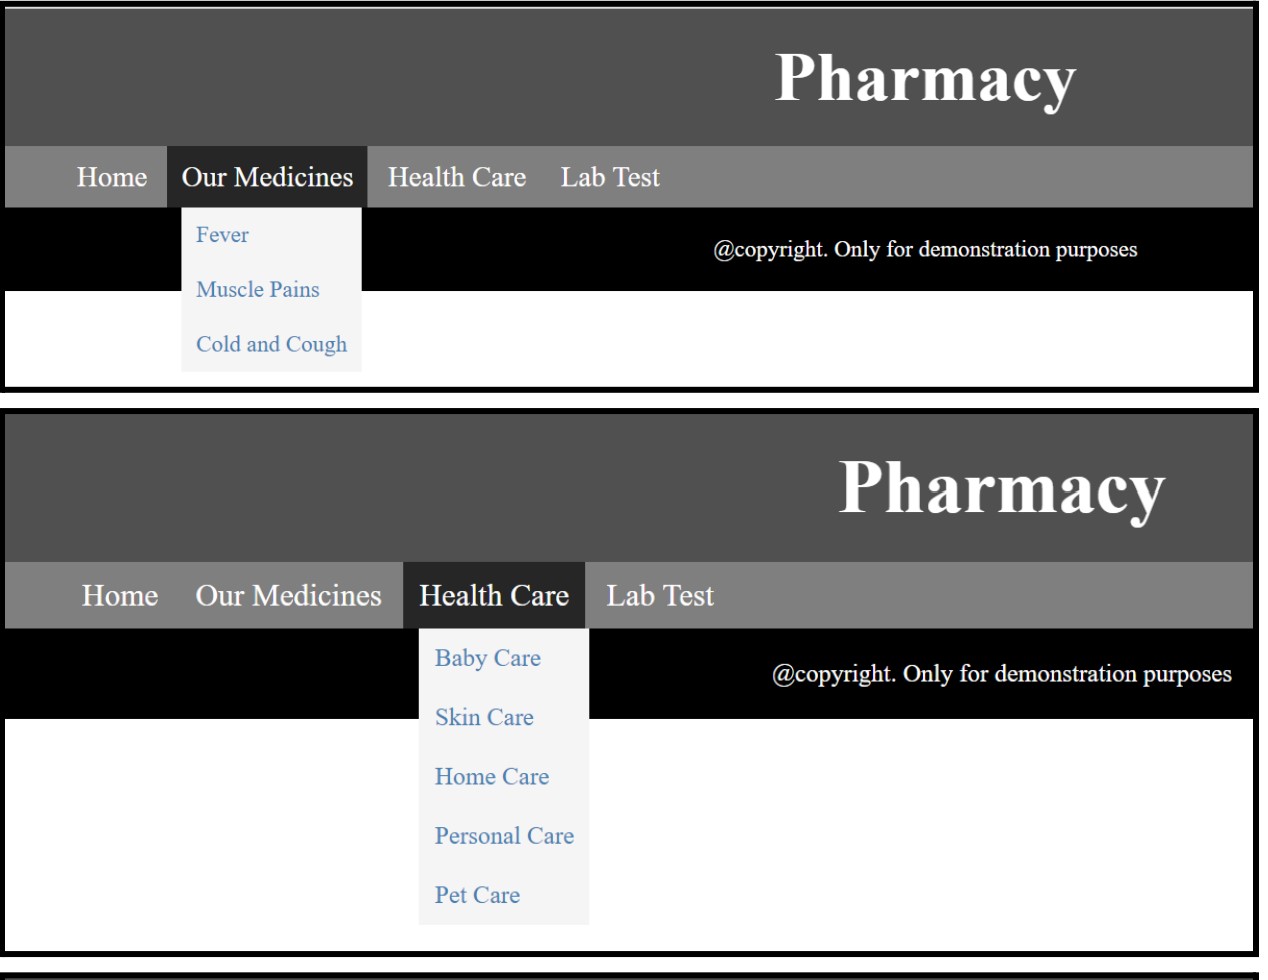 Pharmacy
Home Our Medicines Health Care Lab Test
Fever
@copyright. Only for demonstration purposes
Muscle Pains
Cold and Cough
Pharmacy
Home Our Medicines Health Care Lab Test
Baby Care
@copyright. Only for demonstration purposes
Skin Care
Home Care
Personal Care
Pet Care